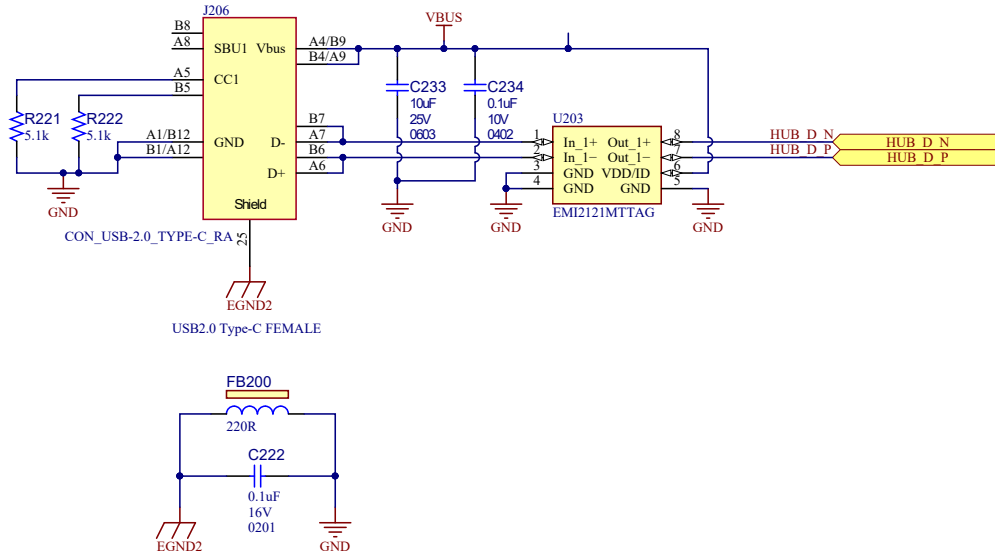 J206
VBUS
B8
A8
SBU1
Vbus
A4/B9
B4/A9
A5
CC1
B5
C233
10uF
25V
0603
C234
0.1uF
10V
0402
R221
5.1k
R222
5.1k
A1/B12
GND
B1/A12
B7
D-
A7
B6
D+
A6
U203
1
In_1+
Out_1+
8
2
In_1−
Out_1−
7
3
GND
VDD/ID
6
4
GND
GND
5
EMI2121MTTAG
HUB_D_N
HUB_D_N
HUB_D_P
HUB_D_P
GND
Shield
GND
GND
GND
CON_USB-2.0_TYPE-C_RA
25
EGND2
USB2.0 Type-C FEMALE
FB200
220R
C222
0.1uF
16V
0201
EGND2
GND